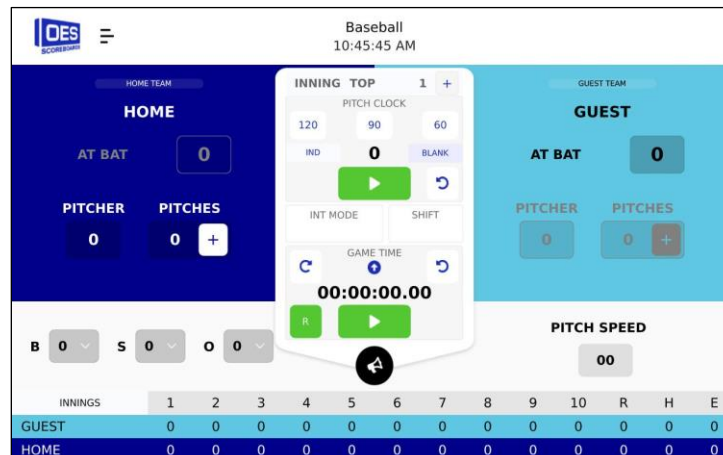 OES
SCOREBOARDS
Baseball
10:45:45 AM
HOME TEAM
HOME
AT BAT 0
PITCHER PITCHES
0 0 +
INNING TOP 1 +
PITCH CLOCK
120 90 60
IND 0 BLANK
INT MODE SHIFT
GAME TIME
00:00:00.00
R
GUEST TEAM
GUEST
AT BAT 0
PITCHER PITCHES
0 0 +
B 0 S 0 O 0
PITCH SPEED
00
INNINGS 1 2 3 4 5 6 7 8 9 10 R H E
GUEST 0 0 0 0 0 0 0 0 0 0 0 0 0
HOME 0 0 0 0 0 0 0 0 0 0 0 0 0